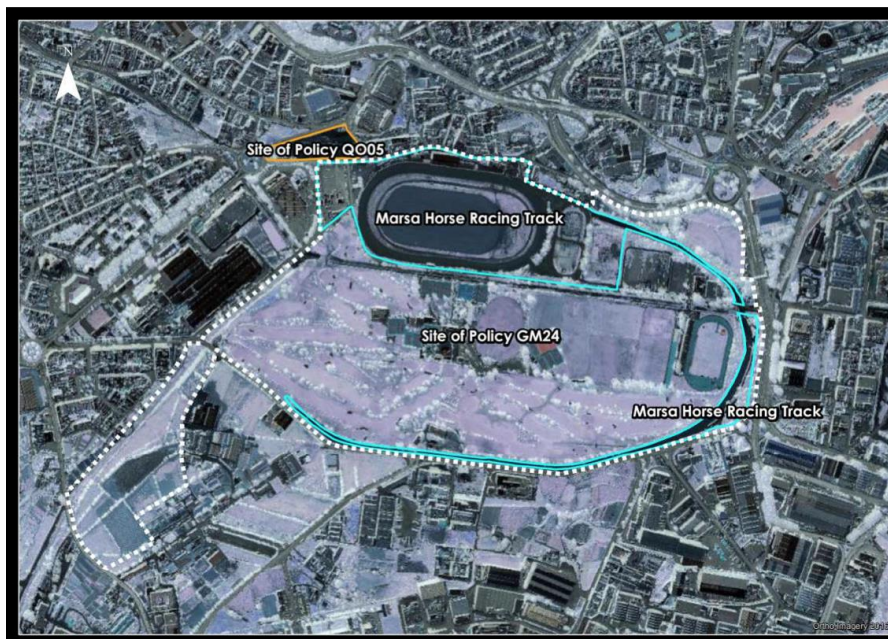 N
Site of Policy QO05
Marsa Horse Racing Track
Site of Policy GM24
Marsa Horse Racing Track